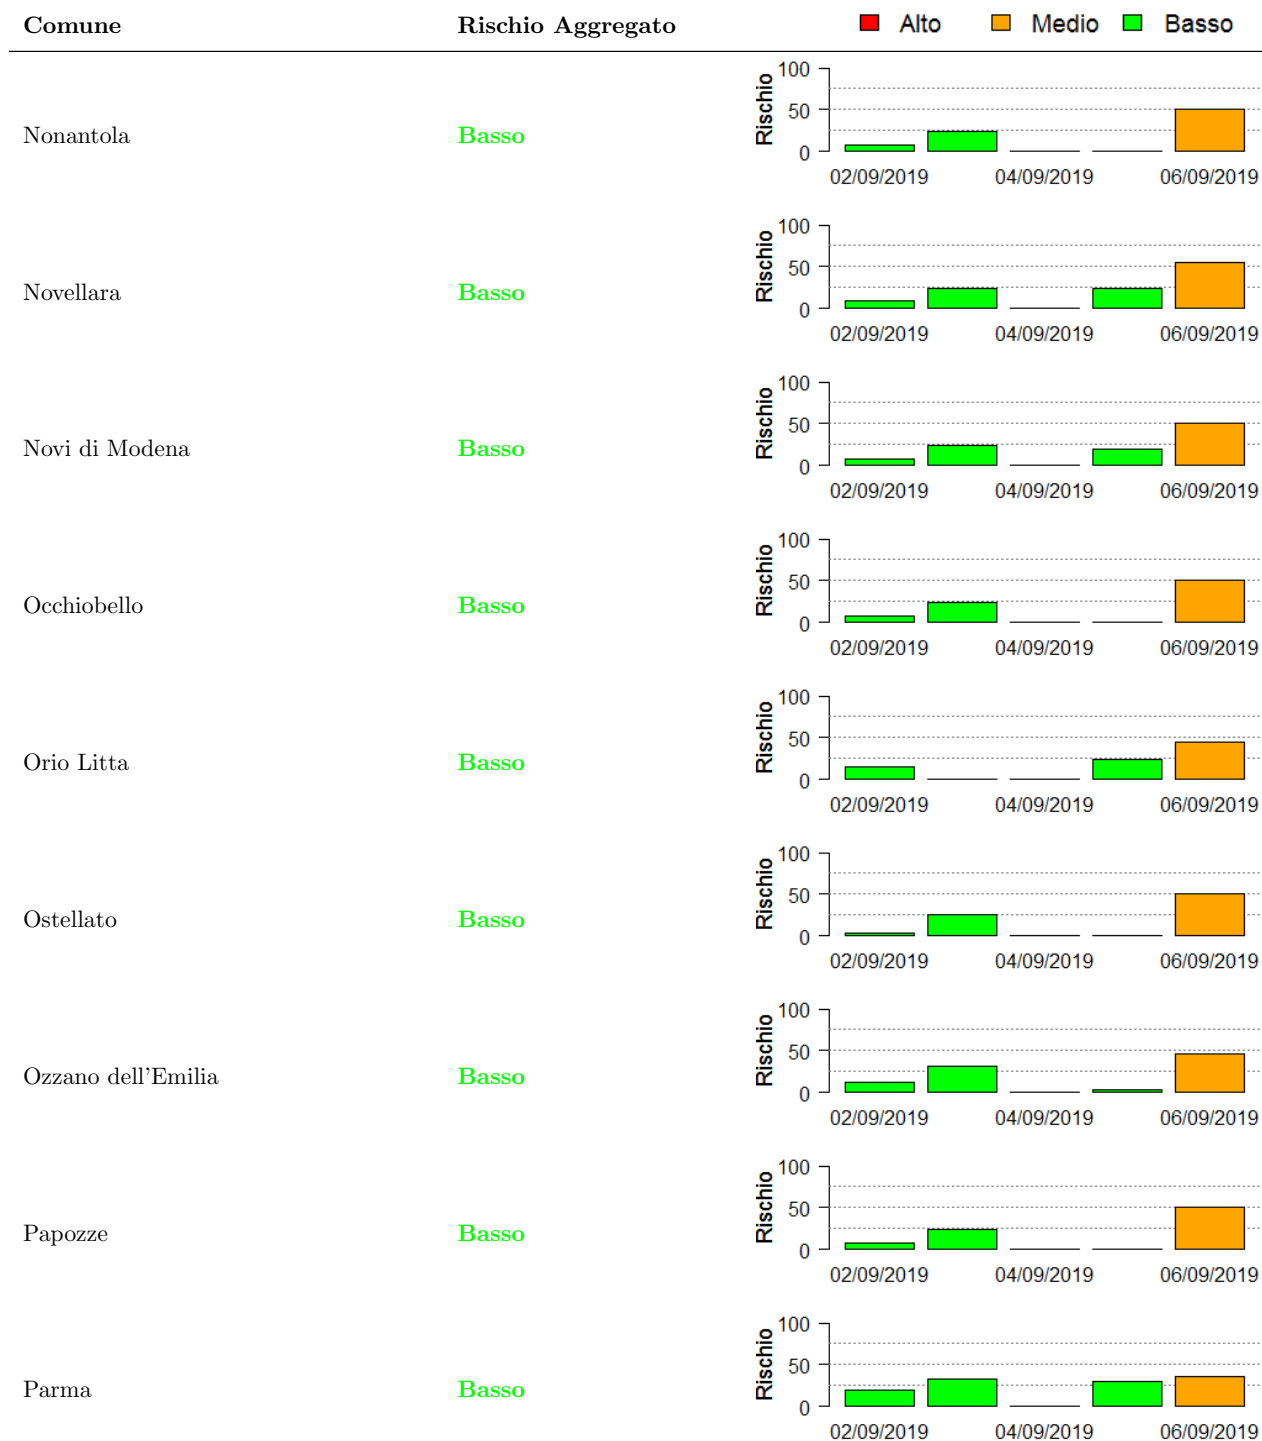 Comune Rischio Aggregato Alto Medio Basso
Nonantola Basso Rischio 100 50 0
02/09/2019 04/09/2019 06/09/2019
Novellara Basso Rischio 100 50 0
02/09/2019 04/09/2019 06/09/2019
Novi di Modena Basso Rischio 100 50 0
02/09/2019 04/09/2019 06/09/2019
Occhiobello Basso Rischio 100 50 0
02/09/2019 04/09/2019 06/09/2019
Orio Litta Basso Rischio 100 50 0
02/09/2019 04/09/2019 06/09/2019
Ostellato Basso Rischio 100 50 0
02/09/2019 04/09/2019 06/09/2019
Ozzano dell'Emilia Basso Rischio 100 50 0
02/09/2019 04/09/2019 06/09/2019
Papozze Basso Rischio 100 50 0
02/09/2019 04/09/2019 06/09/2019
Parma Basso Rischio 100 50 0
02/09/2019 04/09/2019 06/09/2019